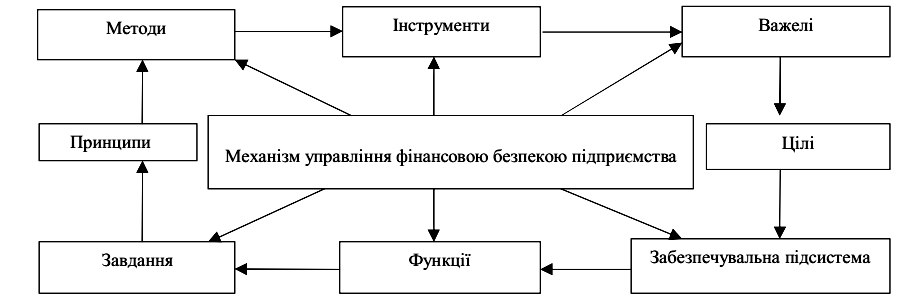 Методи
Інструменти
Важелі
Принципи
Механізм управління фінансовою безпекою підприємства
Цілі
Завдання
Функції
Забезпечувальна підсистема